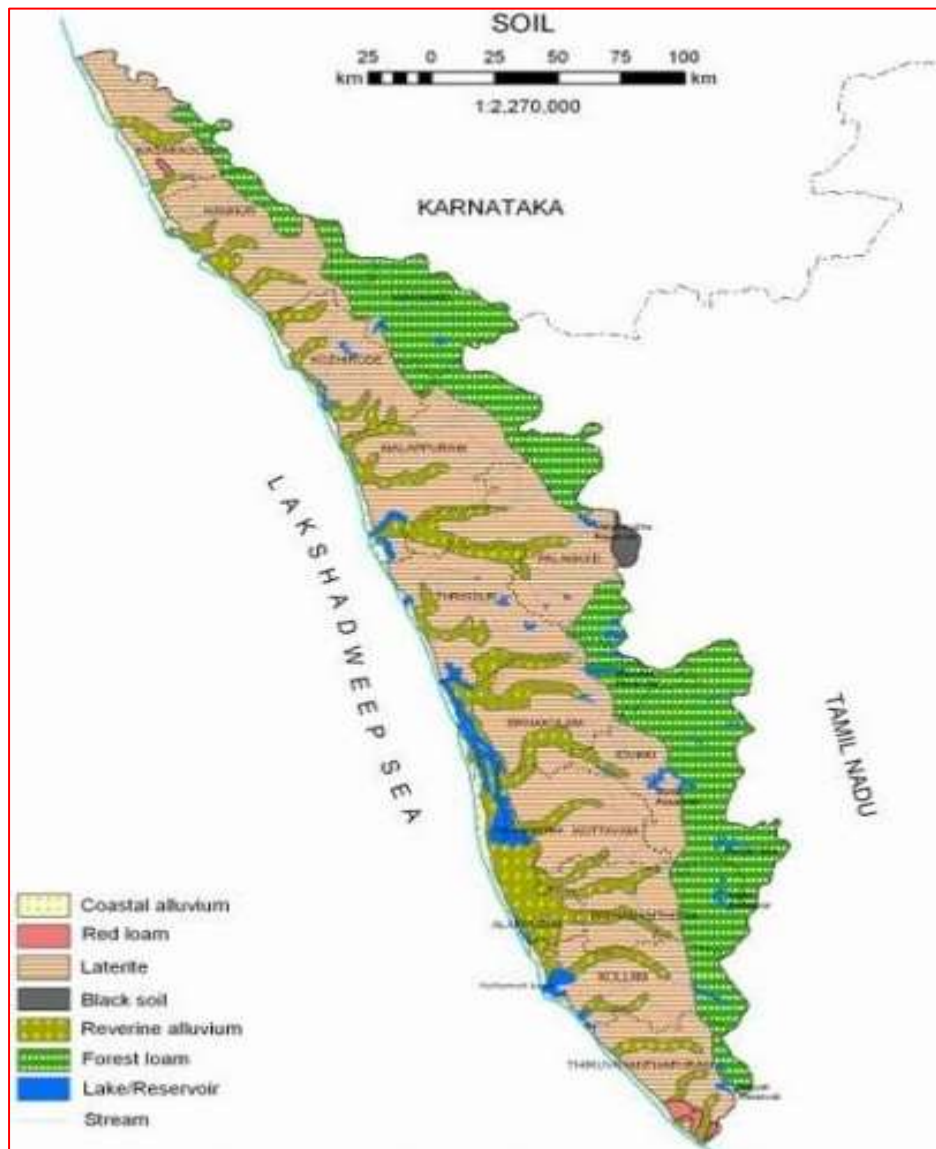 SOIL
25 0 25 50 75 100
km km
1:2,270,000
KARNATAKA
KOZHIKODE
MALAPPURAM
PALAKKAD
THRISSUR
LAKSHADWEEP SEA
ERNAKULAM
IDUKKI
TAMIL NADU
KOTTAYAM
KOLLAM
THIRUVANANTHAPURAM
Coastal alluvium
Red loam
Laterite
Black soil
Reverine alluvium
Forest loam
Lake/Reservoir
Stream